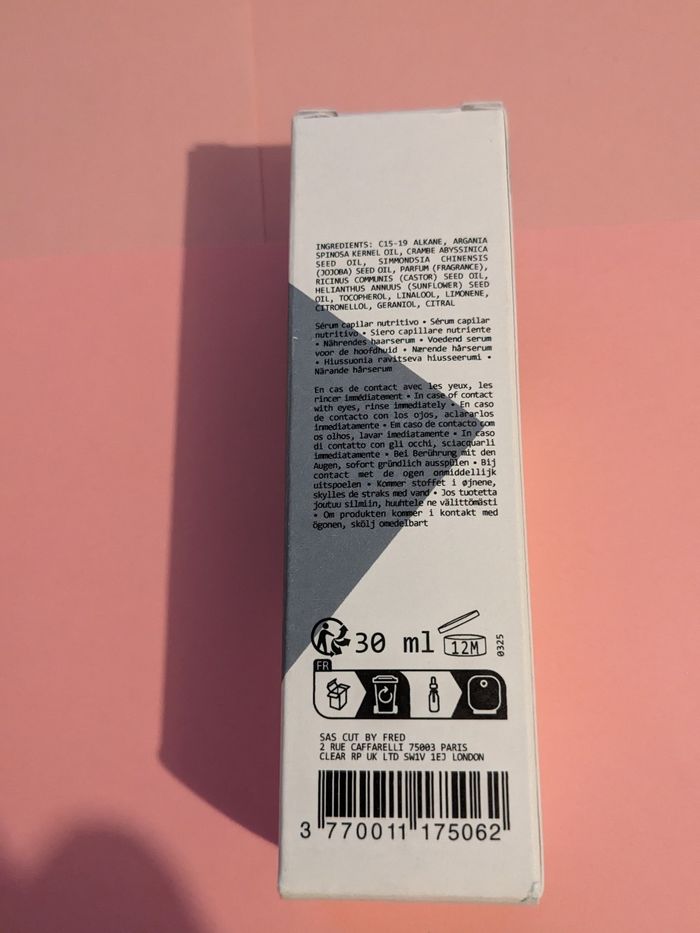 INGREDIENTS: C15-19 ALKANE, ARGANIA
SPINOSA KERNEL OIL, CRAMBE ABYSSINICA
SEED OIL, SIMMONDSIA CHINENSIS
(JOJOBA) SEED OIL, PARFUM (FRAGRANCE),
RICINUS COMMUNIS (CASTOR) SEED OIL,
HELIANTHUS ANNUUS (SUNFLOWER) SEED
OIL, TOCOPHEROL, LINALOOL, LIMONENE,
CITRONELLOL, GERANIOL, CITRAL
Sérum capilar nutritivo • Sérum capilar
nutritivo • Siero capillare nutriente
• Nährendes haarserum • Voedend serum
voor de hoofdhuid • Nærende hårserum
• Hiussuonia ravitseva hiusseerumi •
Närande hårserum
En cas de contact avec les yeux, les
rincer immédiatement • In case of contact
with eyes, rinse immediately • En caso
de contacto con los ojos, aclararlos
inmediatamente • Em caso de contacto com
os olhos, lavar imediatamente • In caso
di contatto con gli occhi, sciacquarli
immediatamente • Bei Berührung mit den
Augen, sofort gründlich ausspülen • Bij
contact met de ogen onmiddellijk
uitspoelen • Kommer stoffet i øjnene,
skylles de straks med vand • Jos tuotetta
joutuu silmiin, huuhtele ne välittömästi
• Om produkten kommer i kontakt med
ögonen, skölj omedelbart
30 ml 12M 0325
FR
SAS CUT BY FRED
2 RUE CAFFARELLI 75003 PARIS
CLEAR RP UK LTD SW1V 1EJ LONDON
3 770011 175062